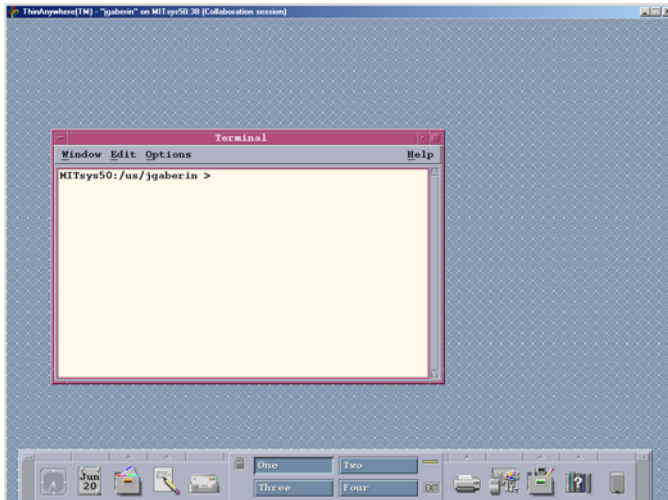 ThinAnywhere(TM) - "jgaberin" on MITsys50:38 (Collaboration session)
Terminal
Window Edit Options Help
MITsys50:/us/jgaberin >
One Two
Jun
20
Three Four EXIT
?